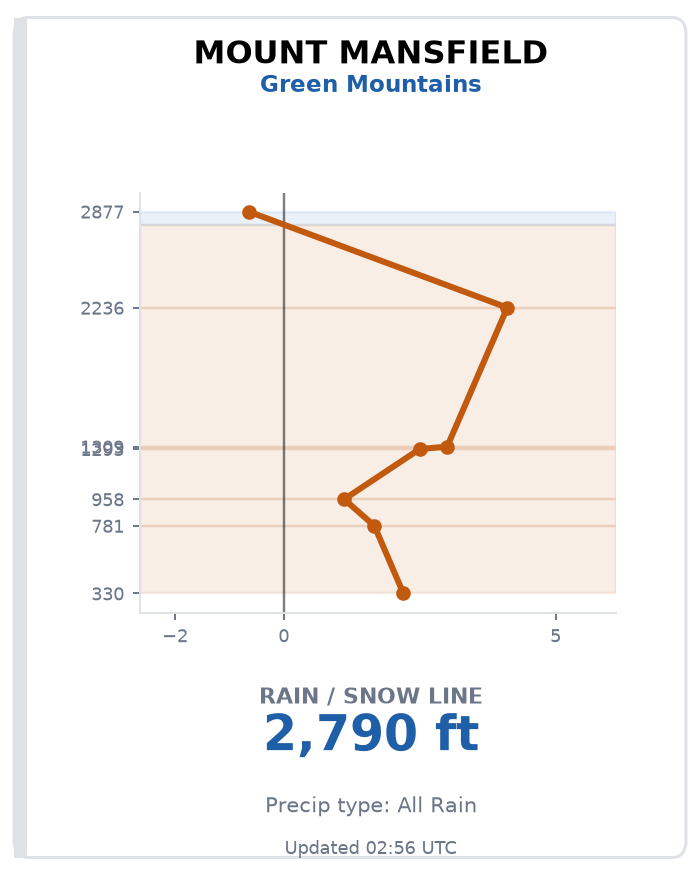 MOUNT MANSFIELD
Green Mountains
2877
2236
1309
958
781
330
−2 0 5
RAIN / SNOW LINE
2,790 ft
Precip type: All Rain
Updated 02:56 UTC